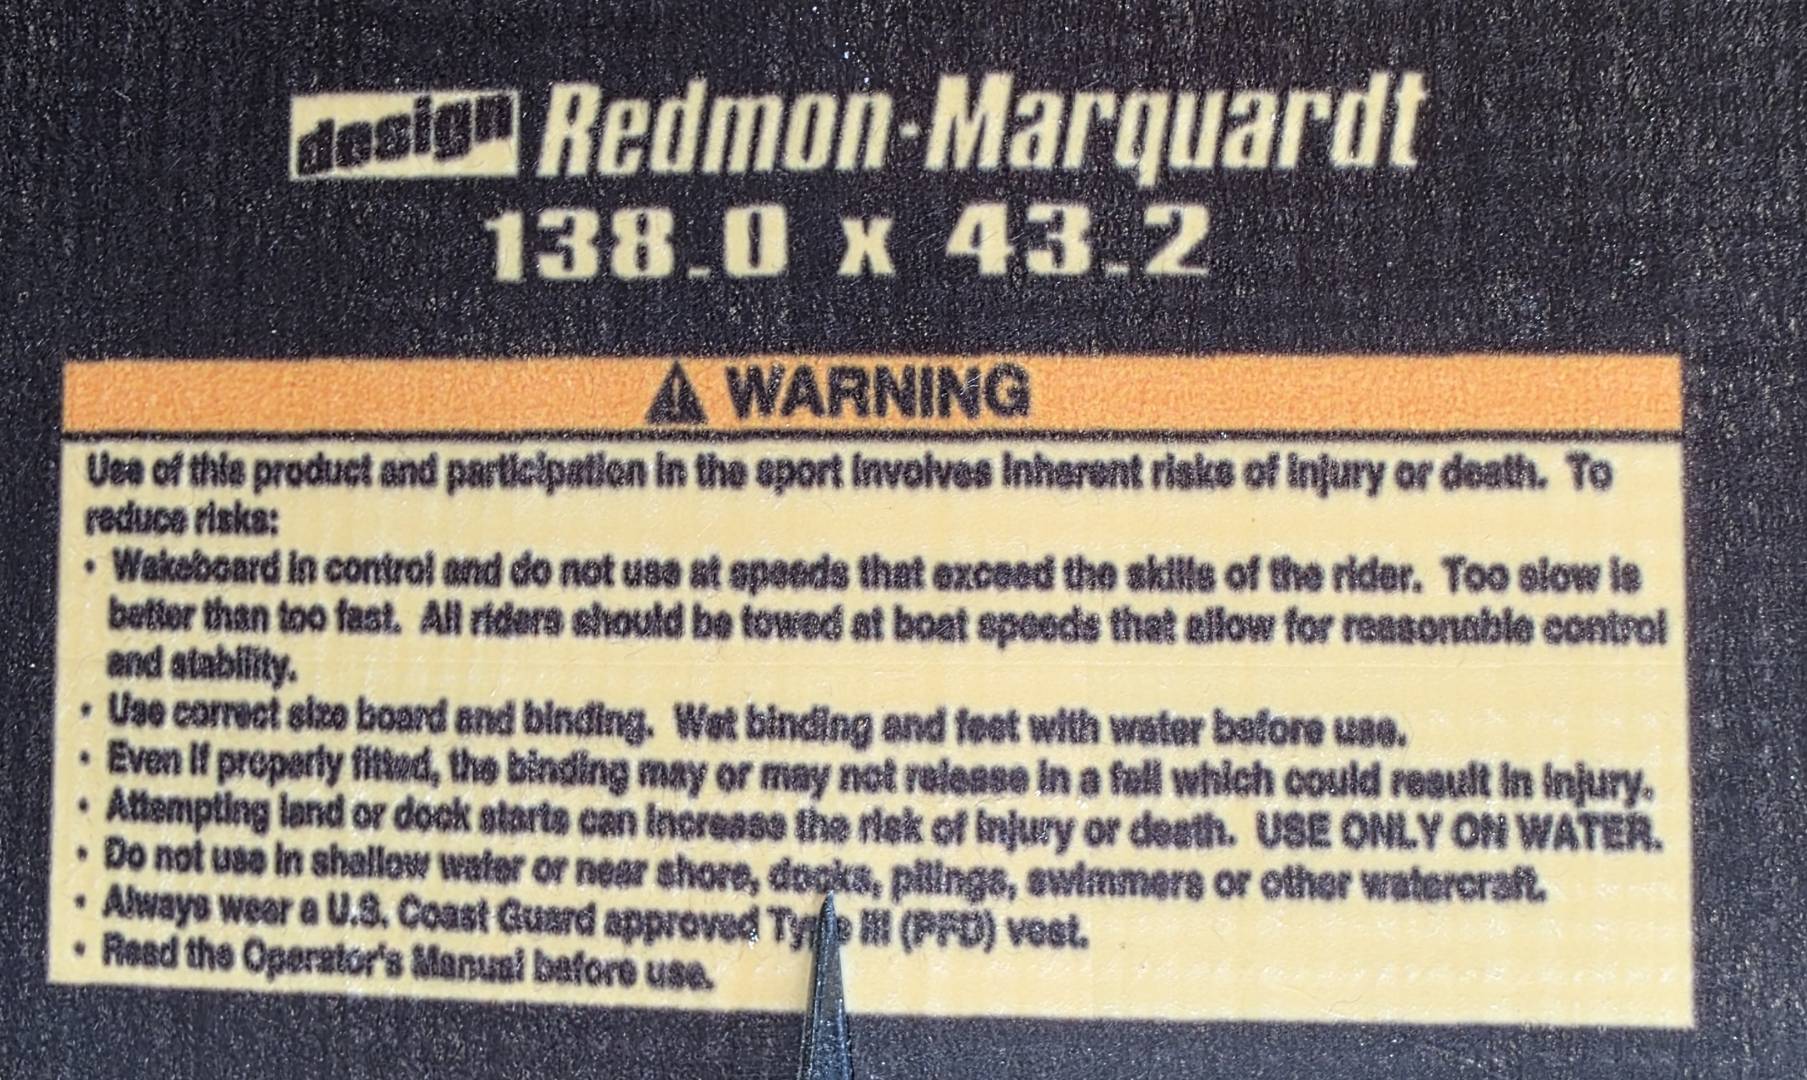 design Redmon-Marquardt
138.0 x 43.2
WARNING
Use of this product and participation in the sport involves inherent risks of injury or death. To
reduce risks:
• Wakeboard in control and do not use at speeds that exceed the skills of the rider. Too slow is
better than too fast. All riders should be towed at boat speeds that allow for reasonable control
and stability.
• Use correct size board and binding. Wet binding and feet with water before use.
• Even if properly fitted, the binding may or may not release in a fall which could result in injury.
• Attempting land or dock starts can increase the risk of injury or death. USE ONLY ON WATER.
• Do not use in shallow water or near shore, docks, pilings, swimmers or other watercraft.
• Always wear a U.S. Coast Guard approved Type III (PFD) vest.
• Read the Operator's Manual before use.